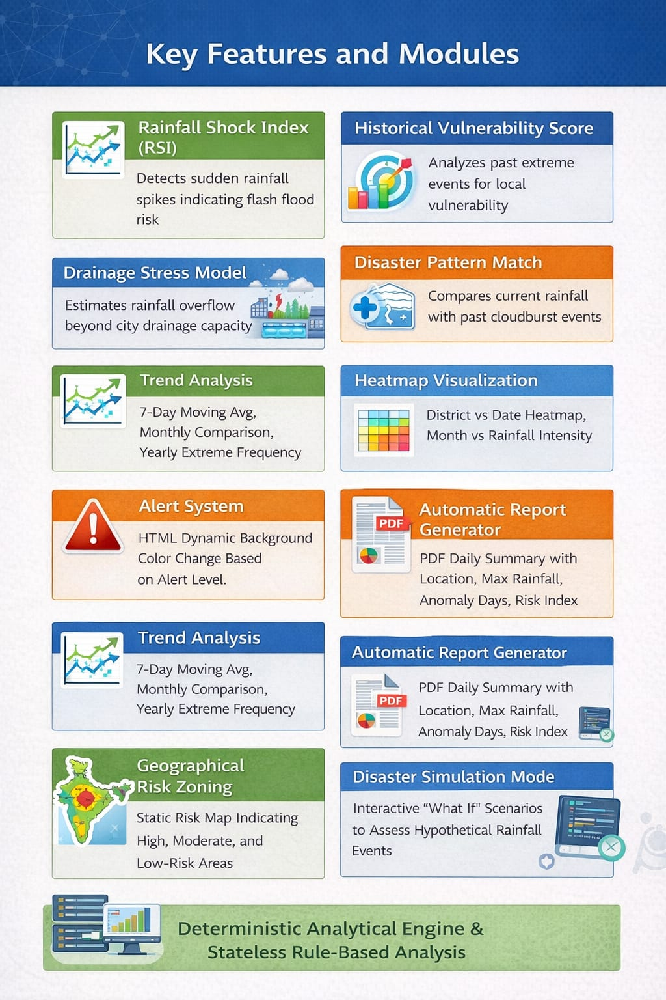 Key Features and Modules
Rainfall Shock Index
(RSI)
Detects sudden rainfall
spikes indicating flash flood
risk
Historical Vulnerability Score
Analyzes past extreme
events for local
vulnerability
Drainage Stress Model
Estimates rainfall overflow
beyond city drainage capacity
Disaster Pattern Match
Compares current rainfall
with past cloudburst events
Trend Analysis
7-Day Moving Avg,
Monthly Comparison,
Yearly Extreme Frequency
Heatmap Visualization
District vs Date Heatmap,
Month vs Rainfall Intensity
Alert System
HTML Dynamic Background
Color Change Based
on Alert Level.
PDF
Automatic Report
Generator
PDF Daily Summary with
Location, Max Rainfall,
Anomaly Days, Risk Index
Trend Analysis
7-Day Moving Avg,
Monthly Comparison,
Yearly Extreme Frequency
Automatic Report Generator
PDF
PDF Daily Summary with
Location, Max Rainfall,
Anomaly Days, Risk Index
Geographical
Risk Zoning
Static Risk Map Indicating
High, Moderate, and
Low-Risk Areas
Disaster Simulation Mode
Interactive “What If" Scenarios
to Assess Hypothetical Rainfall
Events
Deterministic Analytical Engine &
Stateless Rule-Based Analysis